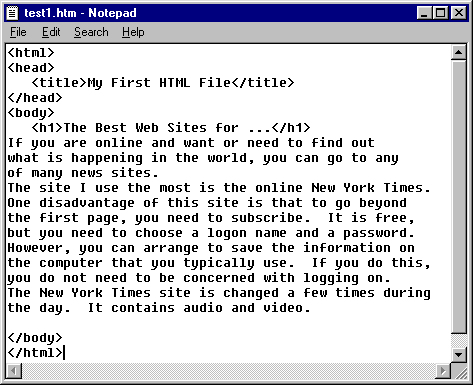 test1.htm - Notepad
File Edit Search Help
<html>
<head>
   <title>My First HTML File</title>
</head>
<body>
   <h1>The Best Web Sites for ...</h1>
If you are online and want or need to find out
what is happening in the world, you can go to any
of many news sites.
The site I use the most is the online New York Times.
One disadvantage of this site is that to go beyond
the first page, you need to subscribe.  It is free,
but you need to choose a logon name and a password.
However, you can arrange to save the information on
the computer that you typically use.  If you do this,
you do not need to be concerned with logging on.
The New York Times site is changed a few times during
the day.  It contains audio and video.

</body>
</html>